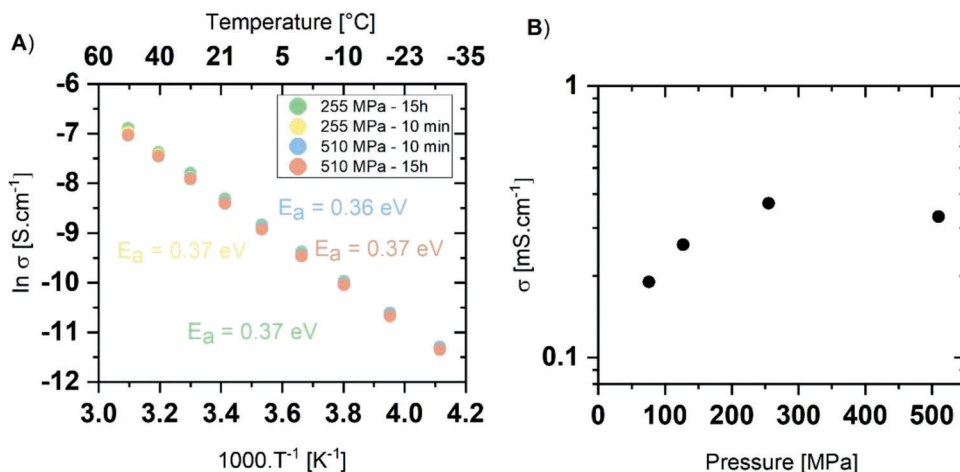 A)
Temperature [°C]
60 40 21 5 -10 -23 -35
-6
-7
-8
-9
-10
-11
-12
ln σ [S.cm⁻¹]
255 MPa - 15h
255 MPa - 10 min
510 MPa - 10 min
510 MPa - 15h
Eₐ = 0.36 eV
Eₐ = 0.37 eV
Eₐ = 0.37 eV
Eₐ = 0.37 eV
3.0 3.2 3.4 3.6 3.8 4.0 4.2
1000.T⁻¹ [K⁻¹]
B)
1
0.1
σ [mS.cm⁻¹]
0 100 200 300 400 500
Pressure [MPa]